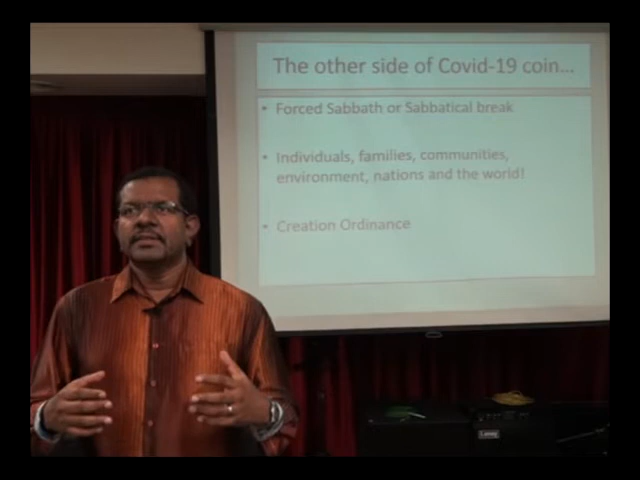 The other side of Covid-19 coin...
• Forced Sabbath or Sabbatical break
• Individuals, families, communities,
environment, nations and the world!
• Creation Ordinance
Laney